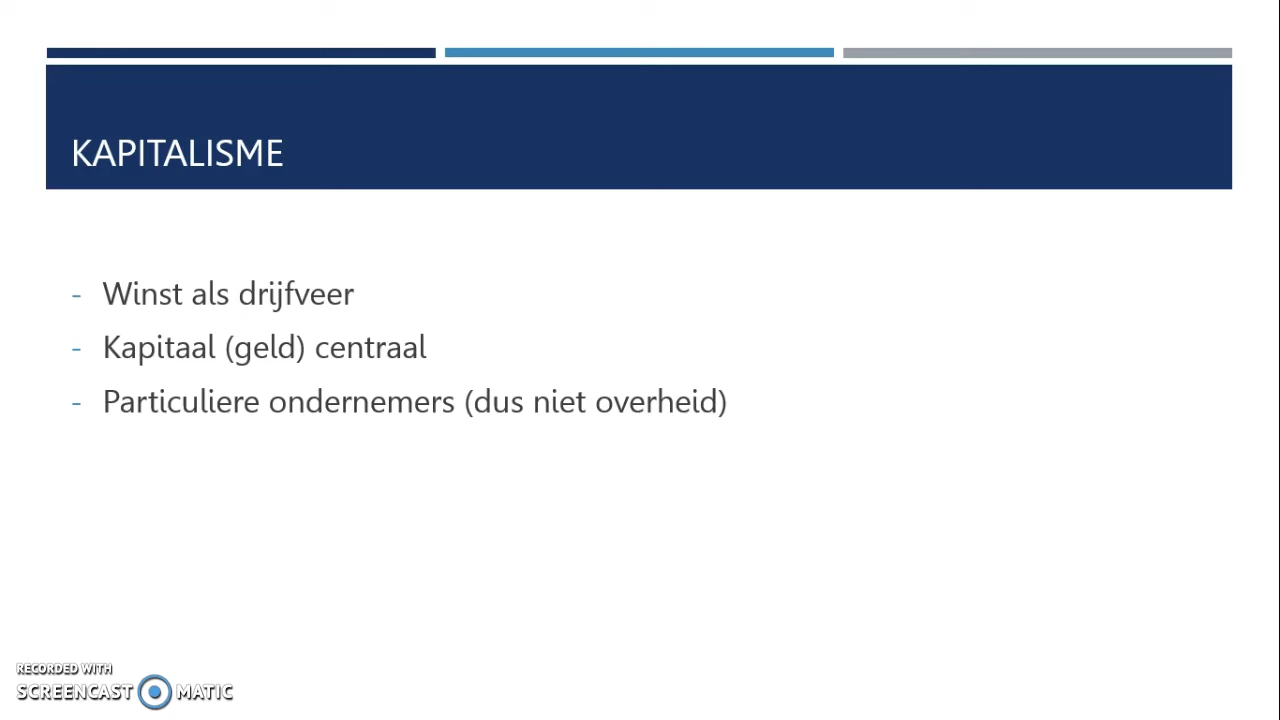 KAPITALISME
- Winst als drijfveer
- Kapitaal (geld) centraal
- Particuliere ondernemers (dus niet overheid)
RECORDED WITH
SCREENCAST MATIC